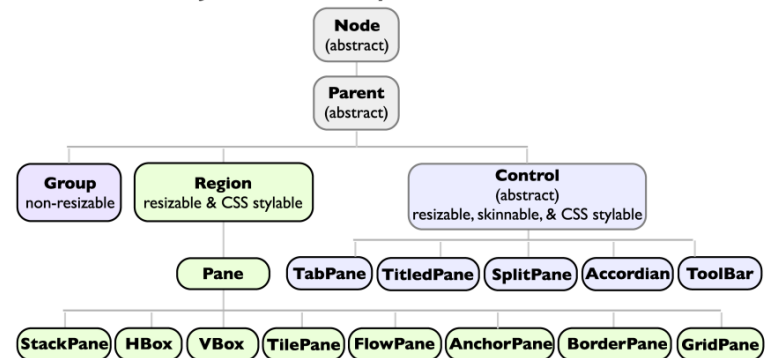 Node
(abstract)
Parent
(abstract)
Group
non-resizable
Region
resizable & CSS stylable
Control
(abstract)
resizable, skinnable, & CSS stylable
Pane
TabPane
TitledPane
SplitPane
Accordian
ToolBar
StackPane
HBox
VBox
TilePane
FlowPane
AnchorPane
BorderPane
GridPane